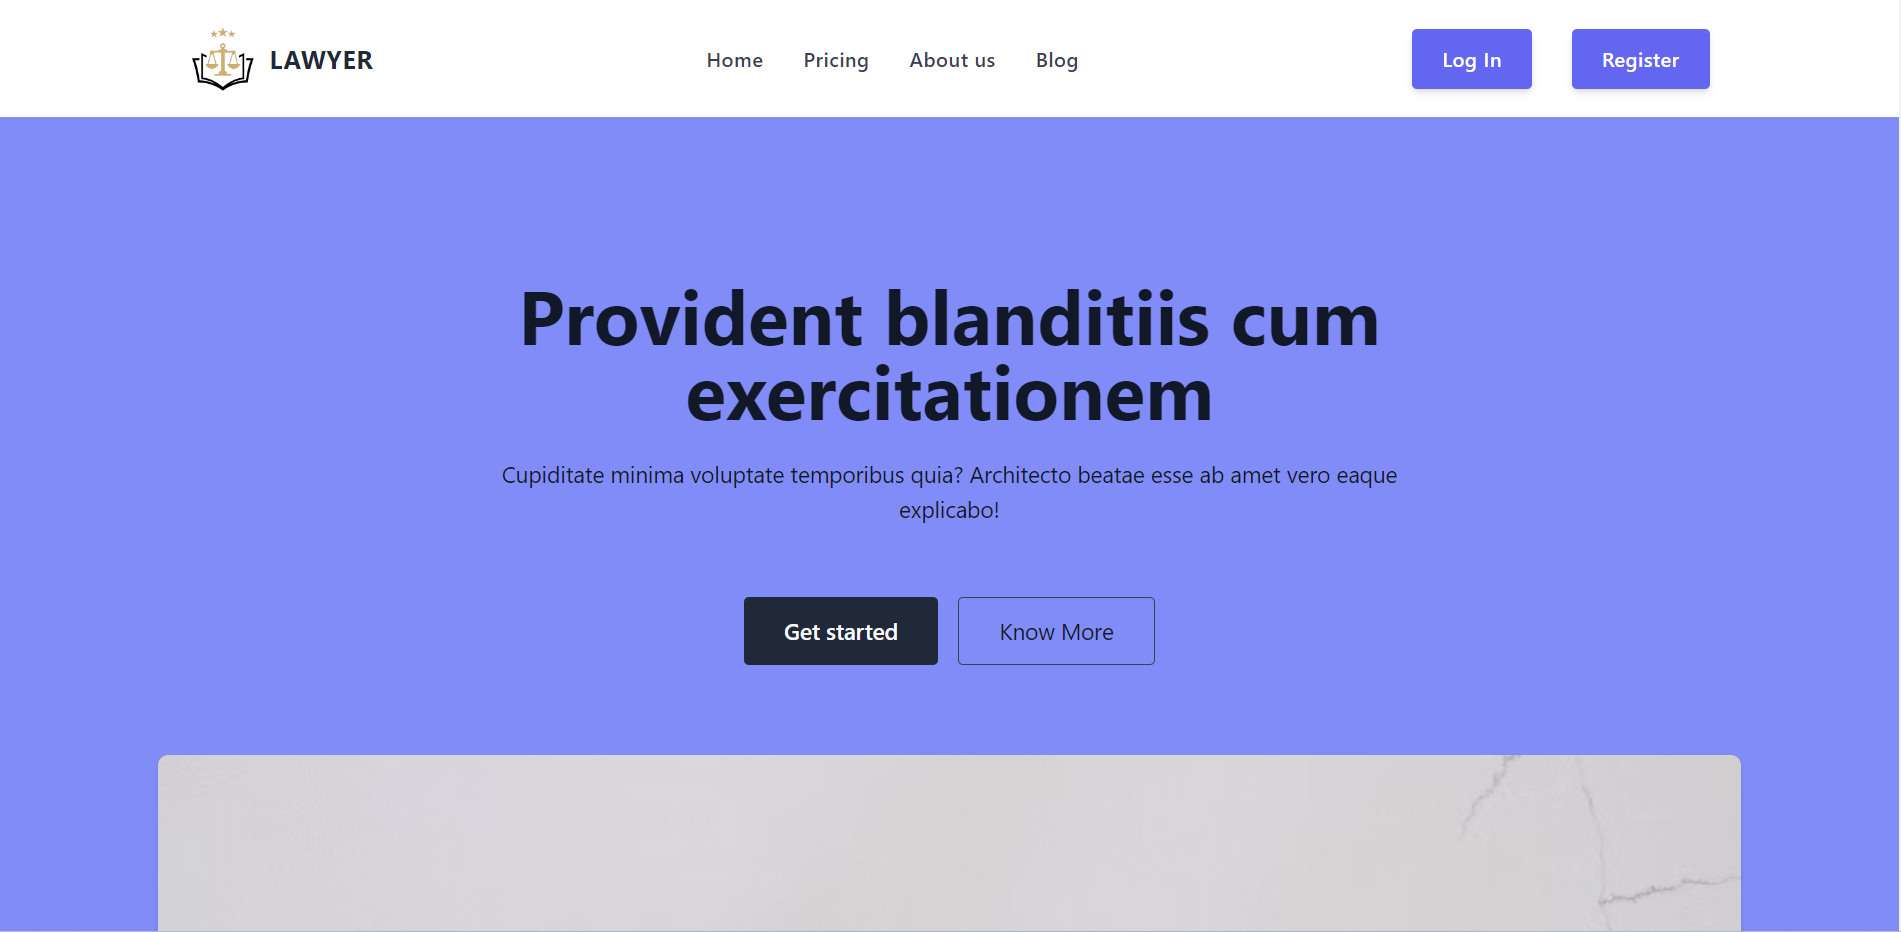 LAWYER
Home Pricing About us Blog
Log In Register
Provident blanditiis cum
exercitationem
Cupiditate minima voluptate temporibus quia? Architecto beatae esse ab amet vero eaque
explicabo!
Get started Know More